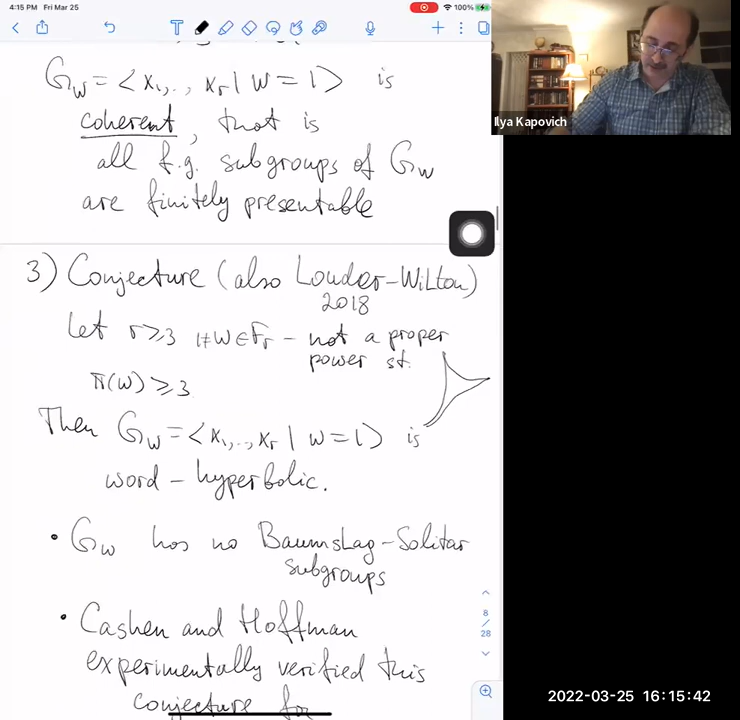 4:15 PM Fri Mar 25
100%
G_w = < x_1, .., x_r | w = 1 > is
coherent, that is
all f.g. subgroups of G_w
are finitely presentable
Ilya Kapovich
3) Conjecture (also Louder-Wilton)
2018
Let r ≥ 3 1 ≠ w ∈ F_r - not a proper
power st.
π(w) ≥ 3
Then G_w = < x_1, .., x_r | w = 1 > is
word - hyperbolic.
• G_w has no Baumslag-Solitar
subgroups
• Cashen and Hoffman
experimentally verified this
conjecture for
8
/
28
2022-03-25 16:15:42